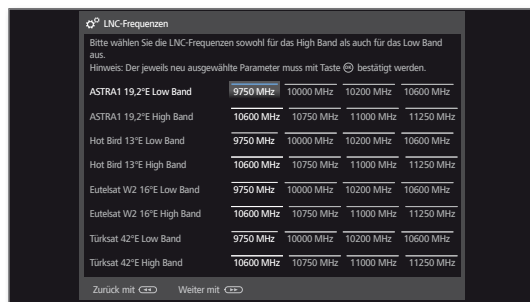 LNC-Frequenzen
Bitte wählen Sie die LNC-Frequenzen sowohl für das High Band als auch für das Low Band
aus.
Hinweis: Der jeweils neu ausgewählte Parameter muss mit Taste OK bestätigt werden.
ASTRA1 19,2°E Low Band 9750 MHz 10000 MHz 10200 MHz 10600 MHz
ASTRA1 19,2°E High Band 10600 MHz 10750 MHz 11000 MHz 11250 MHz
Hot Bird 13°E Low Band 9750 MHz 10000 MHz 10200 MHz 10600 MHz
Hot Bird 13°E High Band 10600 MHz 10750 MHz 11000 MHz 11250 MHz
Eutelsat W2 16°E Low Band 9750 MHz 10000 MHz 10200 MHz 10600 MHz
Eutelsat W2 16°E High Band 10600 MHz 10750 MHz 11000 MHz 11250 MHz
Türksat 42°E Low Band 9750 MHz 10000 MHz 10200 MHz 10600 MHz
Türksat 42°E High Band 10600 MHz 10750 MHz 11000 MHz 11250 MHz
Zurück mit Weiter mit